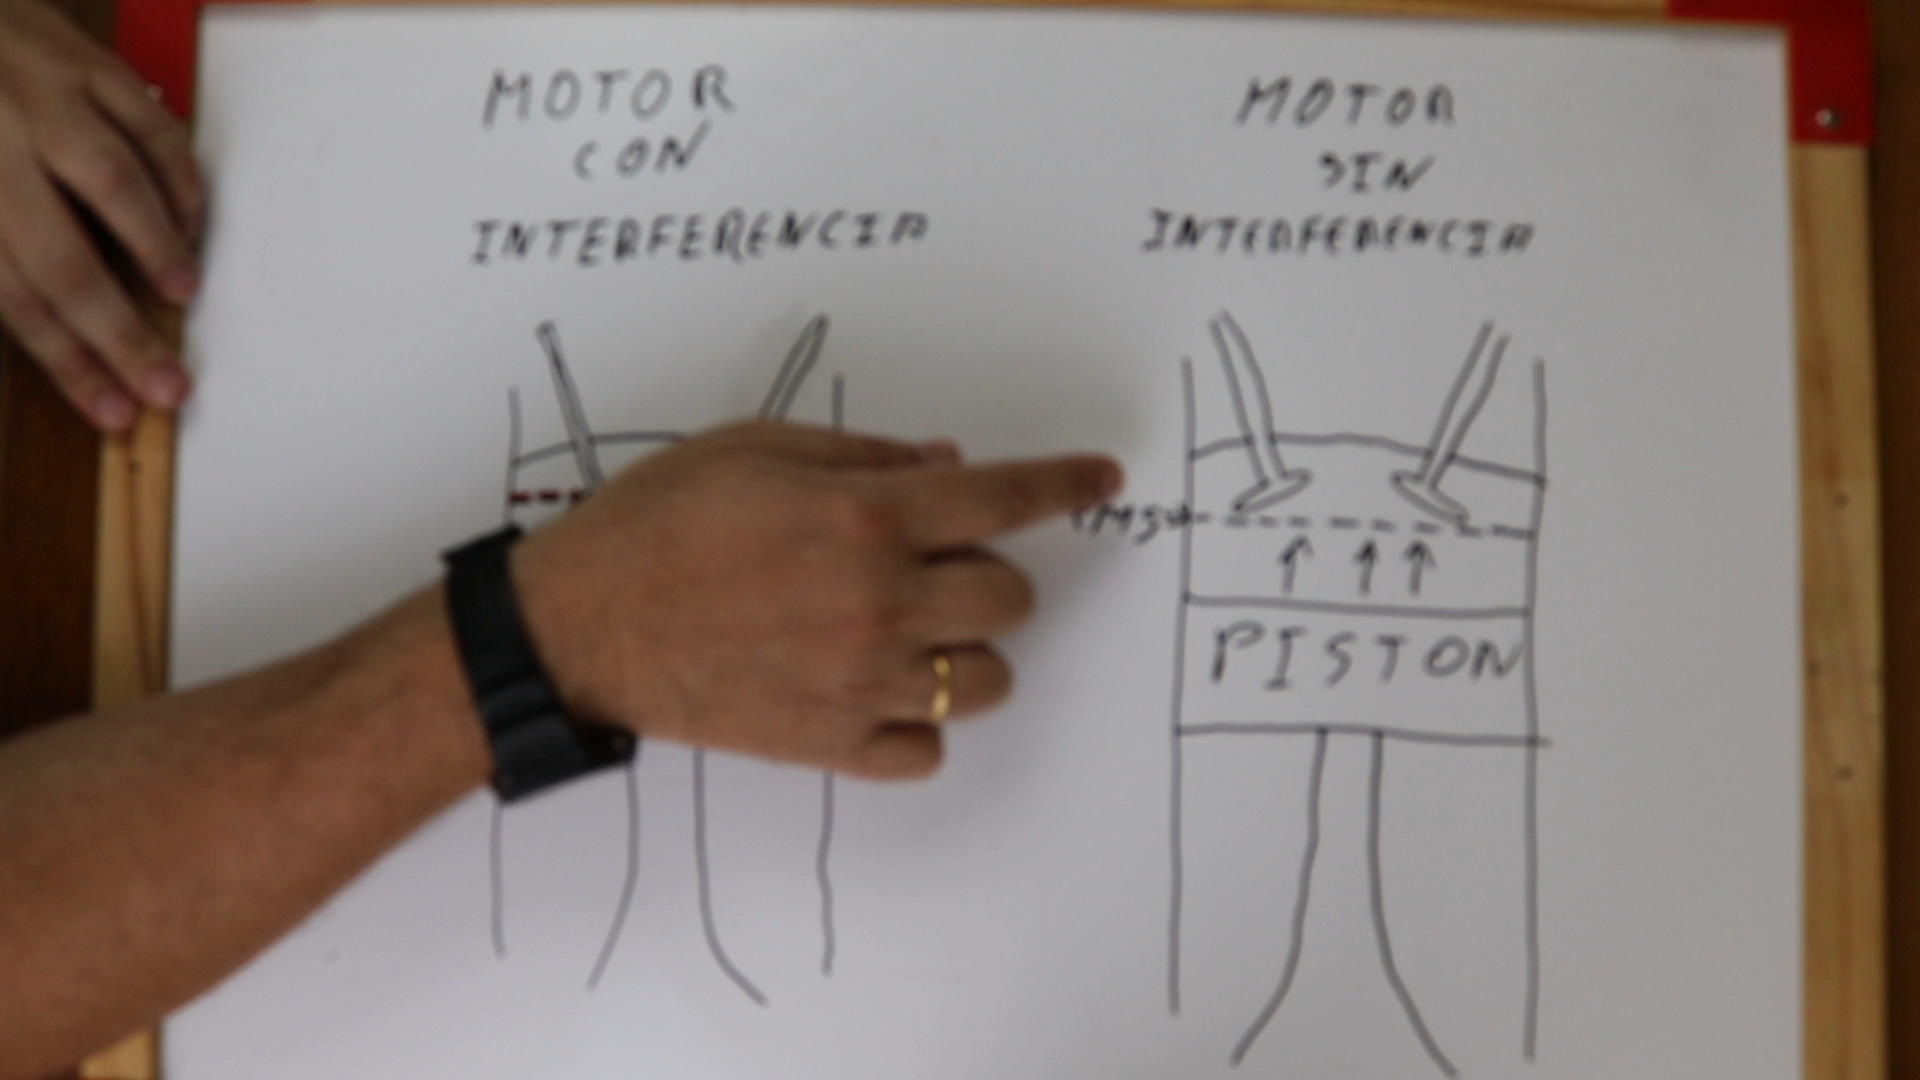 MOTOR
CON
INTERFERENCIA
MOTOR
SIN
INTERFERENCIA
PISTON